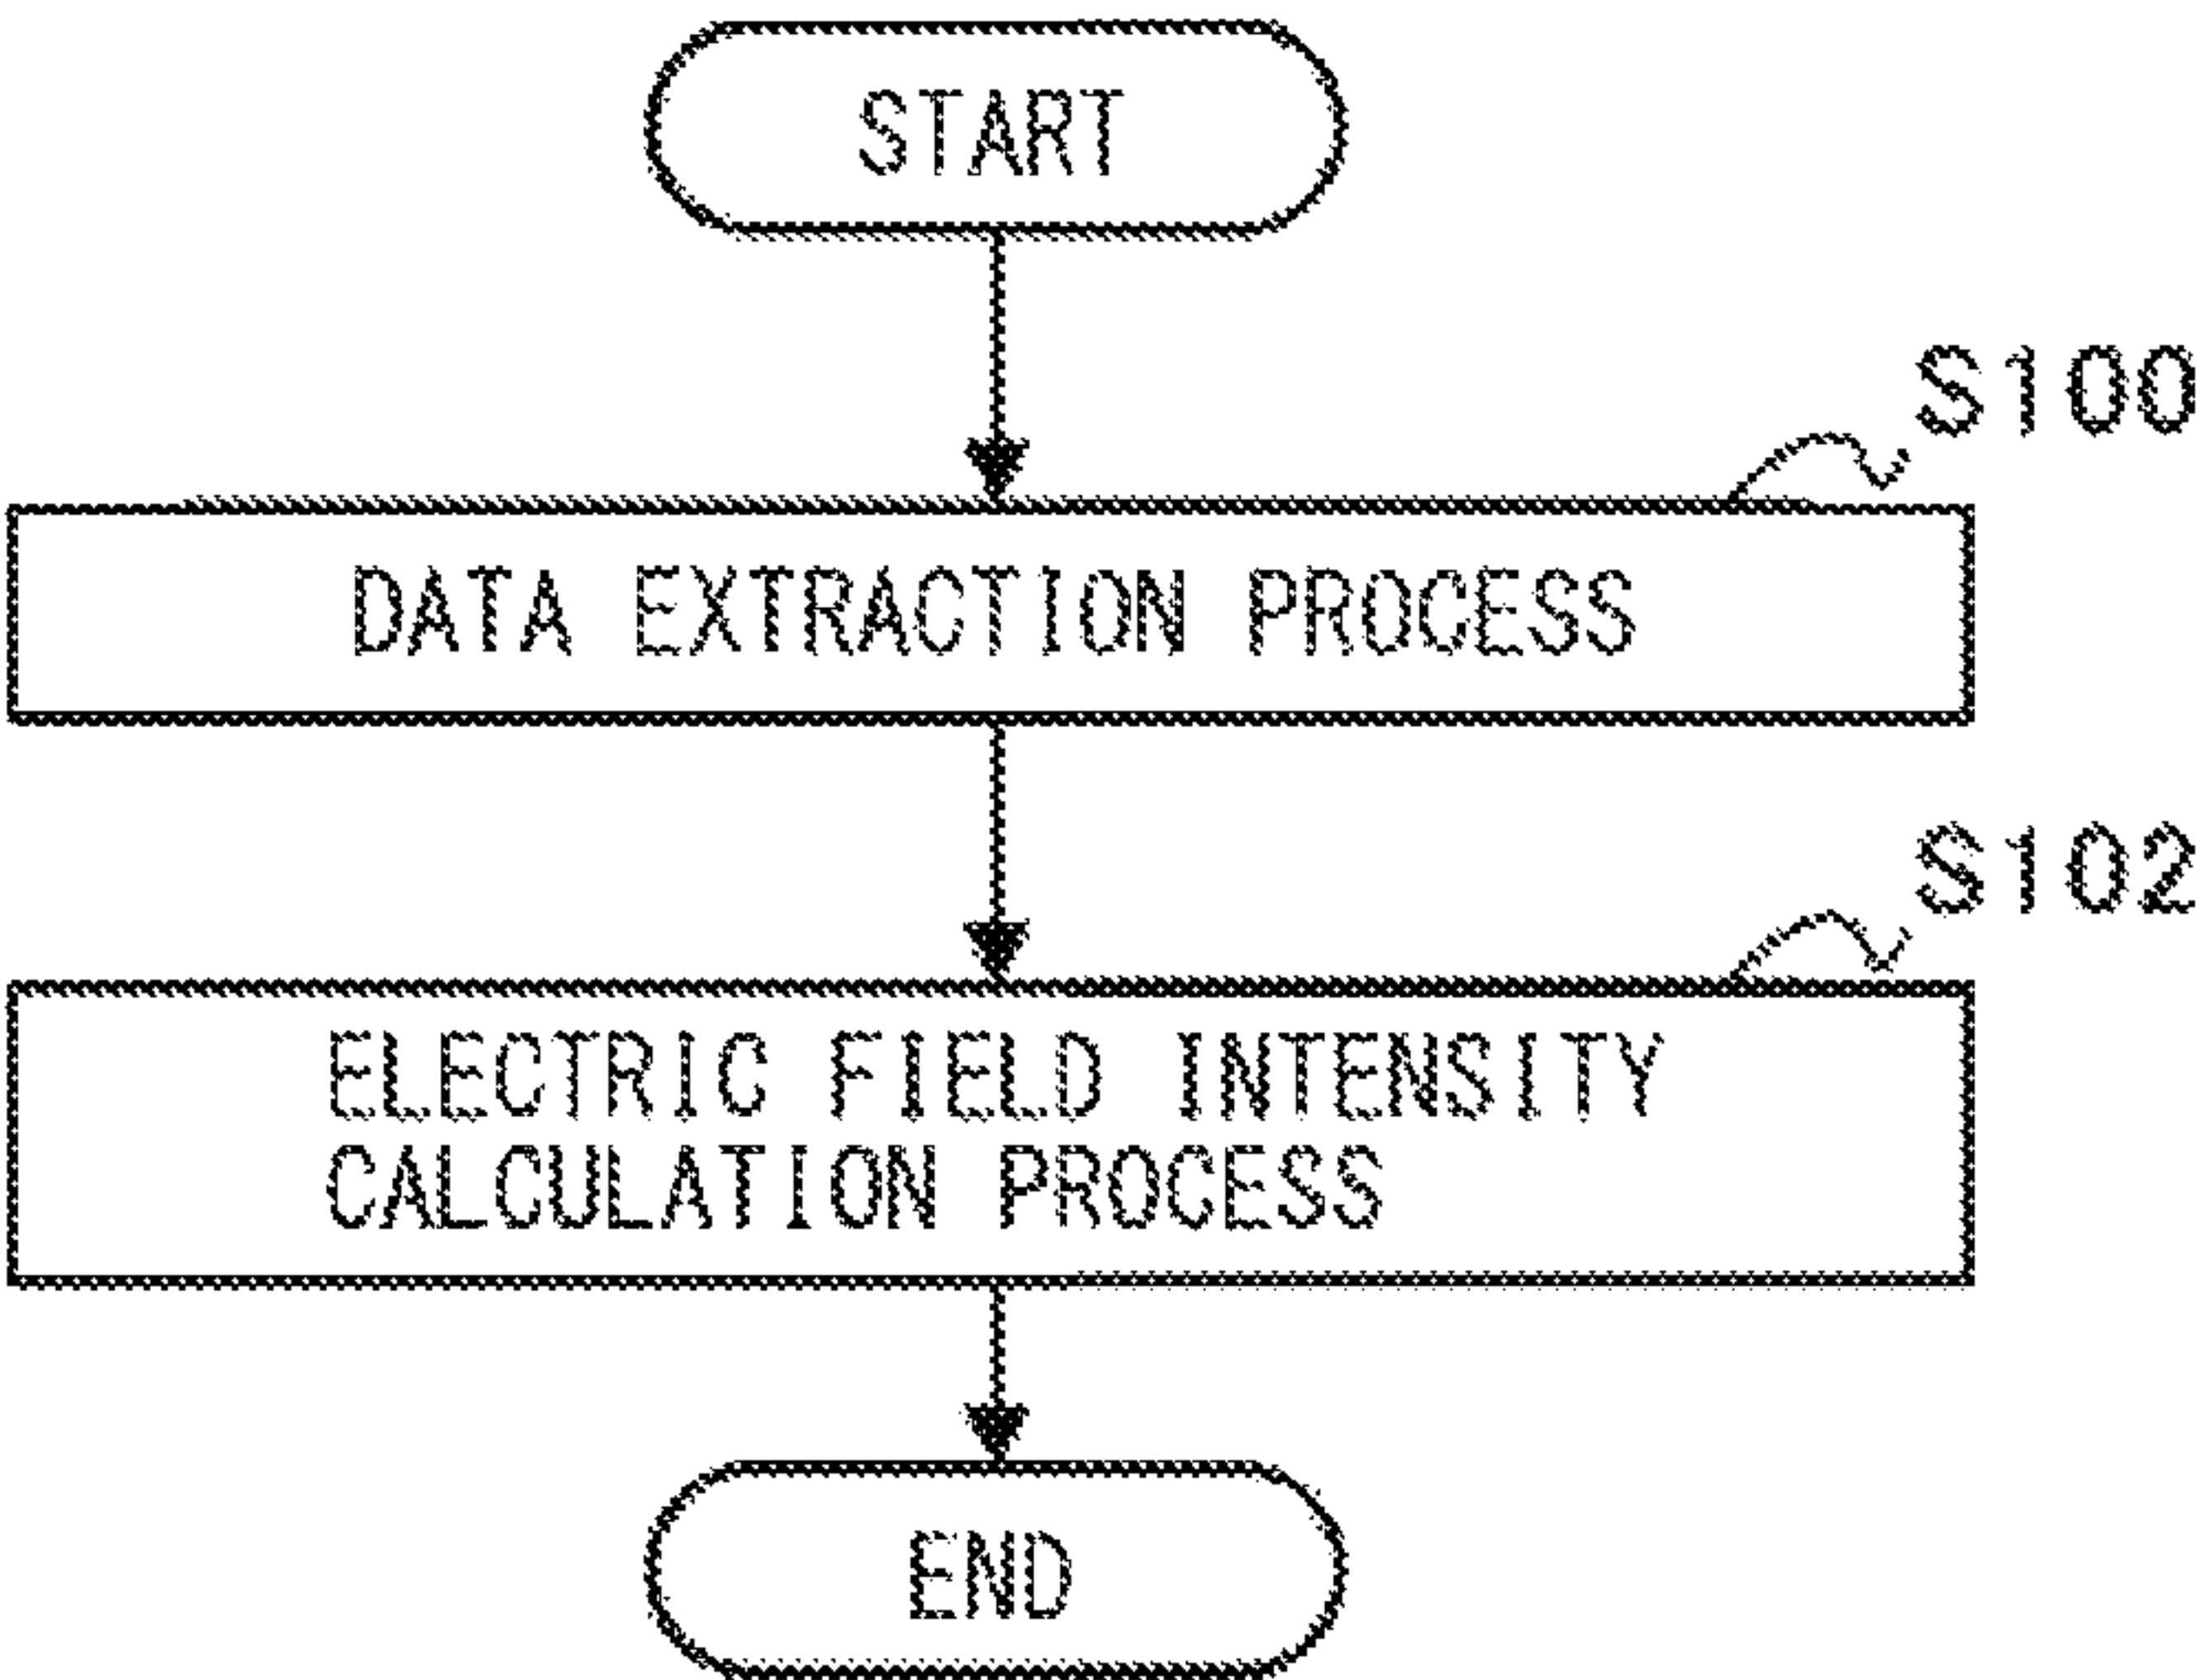 START
S100
DATA EXTRACTION PROCESS
S102
ELECTRIC FIELD INTENSITY
CALCULATION PROCESS
END